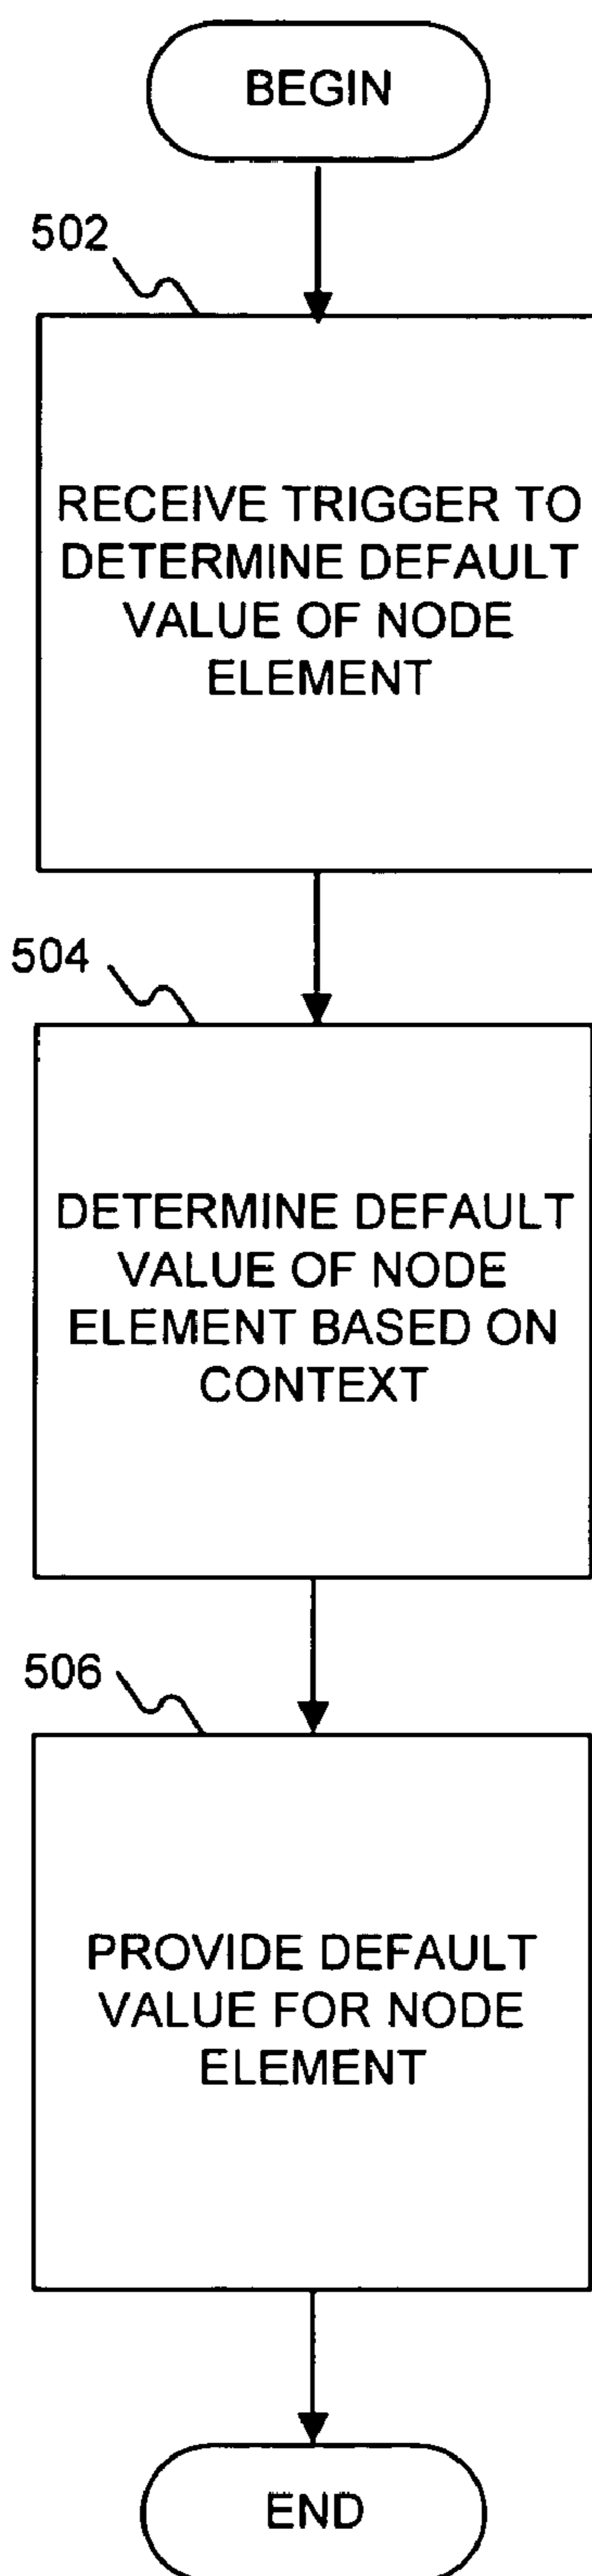 BEGIN
502
RECEIVE TRIGGER TO
DETERMINE DEFAULT
VALUE OF NODE
ELEMENT
504
DETERMINE DEFAULT
VALUE OF NODE
ELEMENT BASED ON
CONTEXT
506
PROVIDE DEFAULT
VALUE FOR NODE
ELEMENT
END